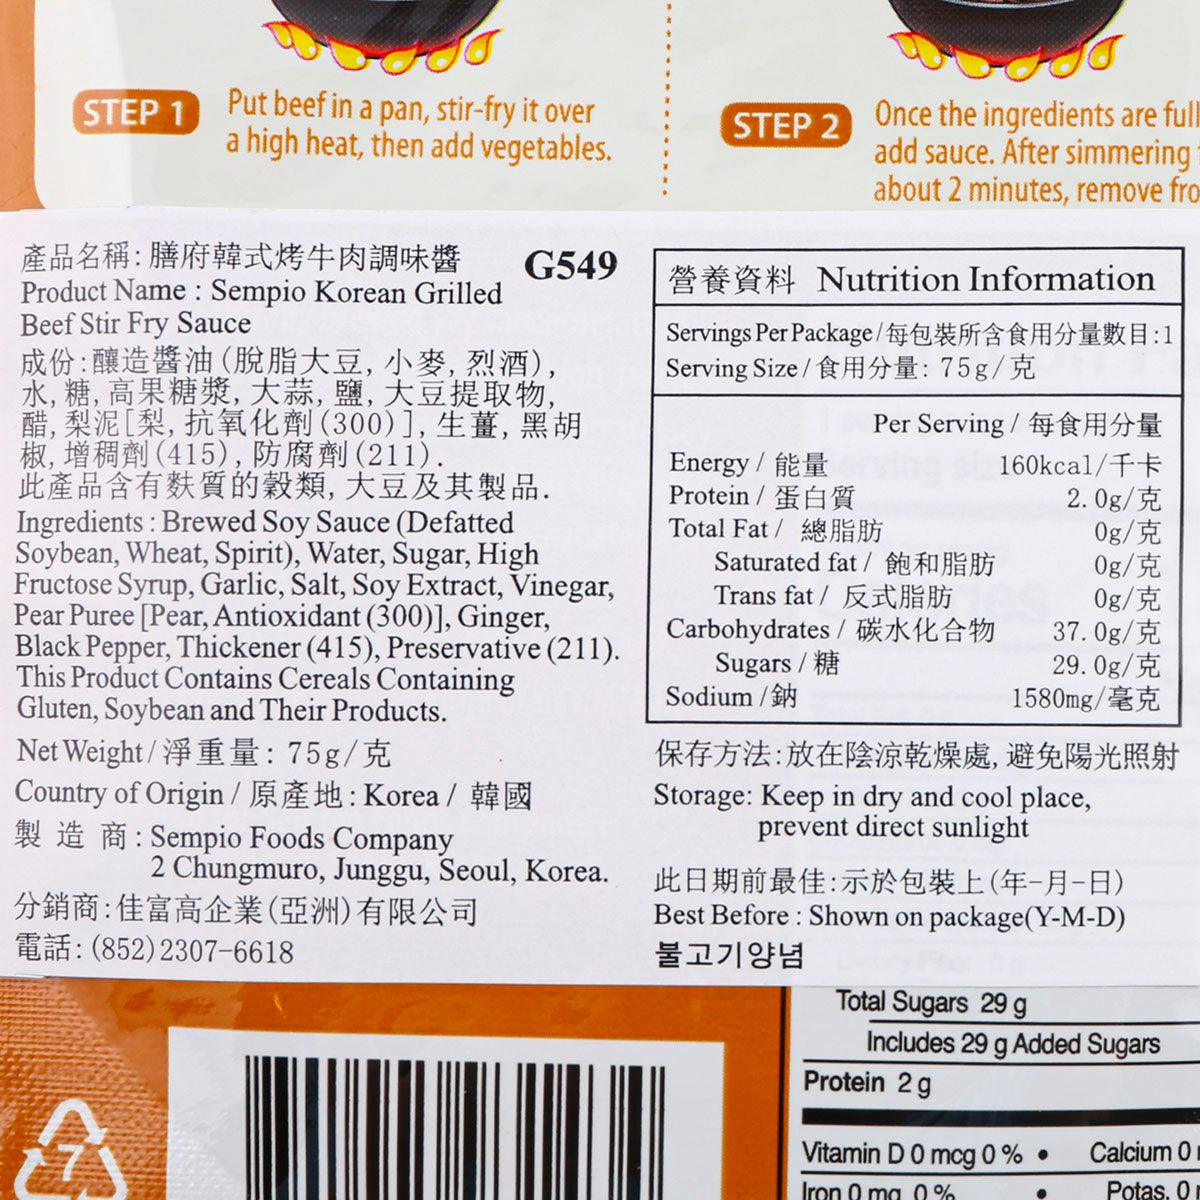 STEP 1
Put beef in a pan, stir-fry it over
a high heat, then add vegetables.
STEP 2
Once the ingredients are
add sauce. After simmering
about 2 minutes, remove
產品名稱: 膳府韓式烤牛肉調味醬
G549
Product Name : Sempio Korean Grilled
Beef Stir Fry Sauce
成份:釀造醬油(脫脂大豆, 小麥, 烈酒),
水, 糖, 高果糖漿, 大蒜, 鹽, 大豆提取物,
醋, 梨泥[梨, 抗氧化劑(300)], 生薑, 黑胡
椒, 增稠劑(415), 防腐劑(211).
此產品含有麩質的穀類, 大豆及其製品.
Ingredients : Brewed Soy Sauce (Defatted
Soybean, Wheat, Spirit), Water, Sugar, High
Fructose Syrup, Garlic, Salt, Soy Extract, Vinegar,
Pear Puree [Pear, Antioxidant (300)], Ginger,
Black Pepper, Thickener (415), Preservative (211).
This Product Contains Cereals Containing
Gluten, Soybean and Their Products.
Net Weight / 淨重量: 75g/克
Country of Origin / 原產地: Korea / 韓國
製 造 商: Sempio Foods Company
2 Chungmuro, Junggu, Seoul, Korea.
分銷商:佳富高企業(亞洲)有限公司
電話: (852)2307-6618
營養資料 Nutrition Information
Servings Per Package / 每包裝所含食用分量數目:1
Serving Size / 食用分量: 75g/克
Per Serving / 每食用分量
Energy / 能量 160kcal/千卡
Protein / 蛋白質 2.0g/克
Total Fat / 總脂肪 0g/克
Saturated fat / 飽和脂肪 0g/克
Trans fat / 反式脂肪 0g/克
Carbohydrates / 碳水化合物 37.0g/克
Sugars / 糖 29.0g/克
Sodium /鈉 1580mg/毫克
保存方法:放在陰涼乾燥處, 避免陽光照射
Storage: Keep in dry and cool place,
prevent direct sunlight
此日期前最佳:示於包裝上(年-月-日)
Best Before : Shown on package(Y-M-D)
불고기양념
Total Sugars 29 g
Includes 29 g Added Sugars
Protein 2 g
Vitamin D 0 mcg 0 % • Calcium 0
Iron 0 mg 0 % • Potas. 0
7